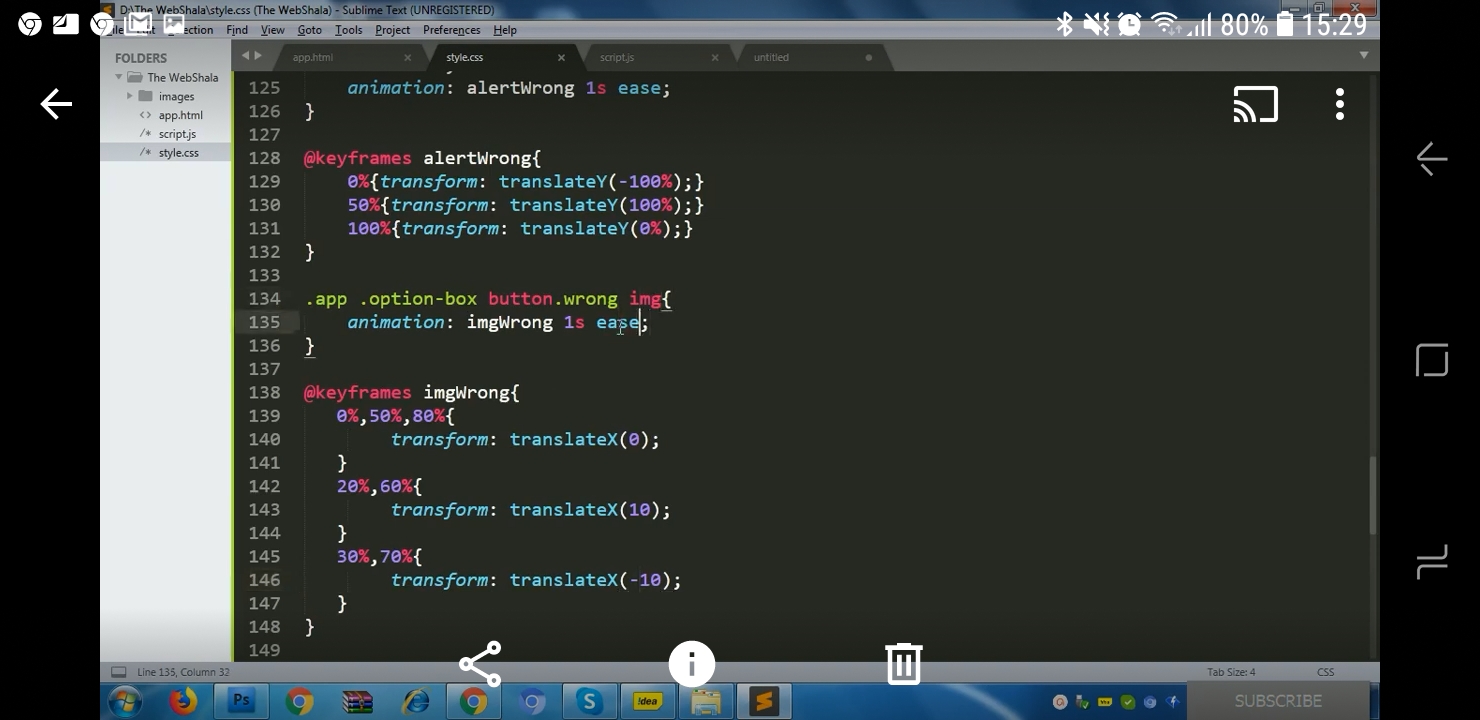 D:\The WebShala\style.css (The WebShala) - Sublime Text (UNREGISTERED)
80% 15:29
Find View Goto Tools Project Preferences Help
FOLDERS
The WebShala
images
app.html
script.js
style.css
app.html style.css script.js untitled
125 animation: alertWrong 1s ease;
126 }
127
128 @keyframes alertWrong{
129 0%{transform: translateY(-100%);}
130 50%{transform: translateY(100%);}
131 100%{transform: translateY(0%);}
132 }
133
134 .app .option-box button.wrong img{
135 animation: imgWrong 1s ease;
136 }
137
138 @keyframes imgWrong{
139 0%,50%,80%{
140 transform: translateX(0);
141 }
142 20%,60%{
143 transform: translateX(10);
144 }
145 30%,70%{
146 transform: translateX(-10);
147 }
148 }
149
Line 135, Column 32
Tab Size: 4 CSS
Ps
!dea
SUBSCRIBE